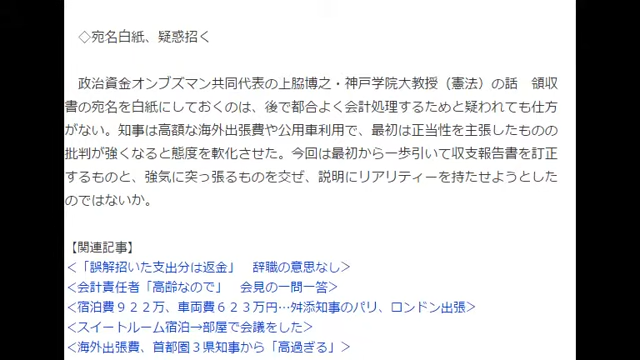 ◇宛名白紙、疑惑招く
政治資金オンブズマン共同代表の上脇博之・神戸学院大教授（憲法）の話　領収
書の宛名を白紙にしておくのは、後で都合よく会計処理するためと疑われても仕方
がない。知事は高額な海外出張費や公用車利用で、最初は正当性を主張したものの
批判が強くなると態度を軟化させた。今回は最初から一歩引いて収支報告書を訂正
するものと、強気に突っ張るものを交ぜ、説明にリアリティーを持たせようとした
のではないか。
【関連記事】
＜「誤解招いた支出分は返金」　辞職の意思なし＞
＜会計責任者「高齢なので」　会見の一問一答＞
＜宿泊費９２２万、車両費６２３万円…舛添知事のパリ、ロンドン出張＞
＜スイートルーム宿泊→部屋で会議をした＞
＜海外出張費、首都圏３県知事から「高過ぎる」＞